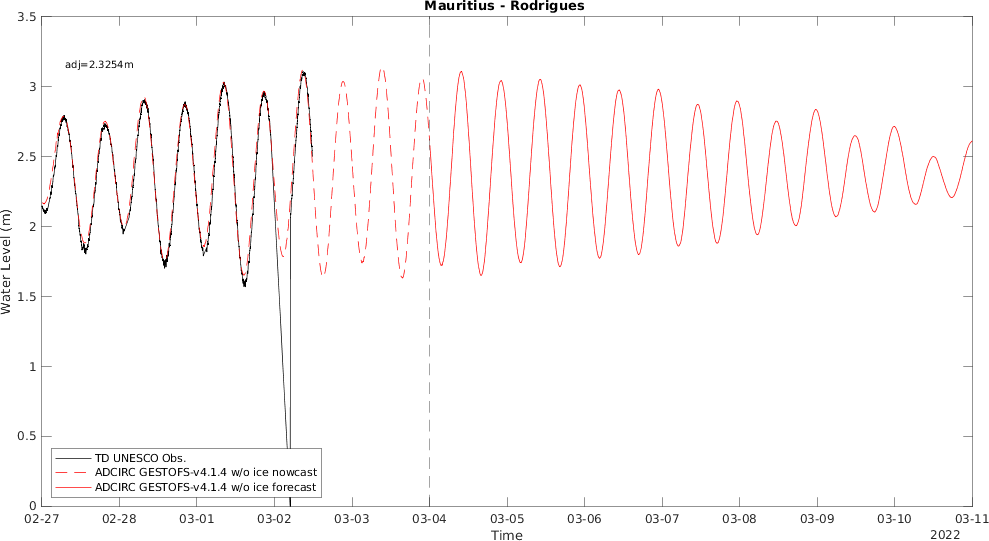 Mauritius - Rodrigues
adj=2.3254m
3.5
3
2.5
2
1.5
1
0.5
0
Water Level (m)
TD UNESCO Obs.
ADCIRC GESTOFS-v4.1.4 w/o ice nowcast
ADCIRC GESTOFS-v4.1.4 w/o ice forecast
02-27 02-28 03-01 03-02 03-03 03-04 03-05 03-06 03-07 03-08 03-09 03-10 03-11
Time
2022